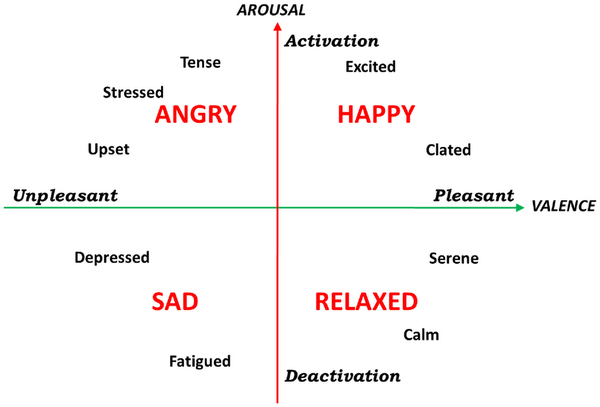 AROUSAL
Activation
Tense
Excited
Stressed
ANGRY
HAPPY
Upset
Clated
Unpleasant
Pleasant
VALENCE
Depressed
Serene
SAD
RELAXED
Calm
Fatigued
Deactivation